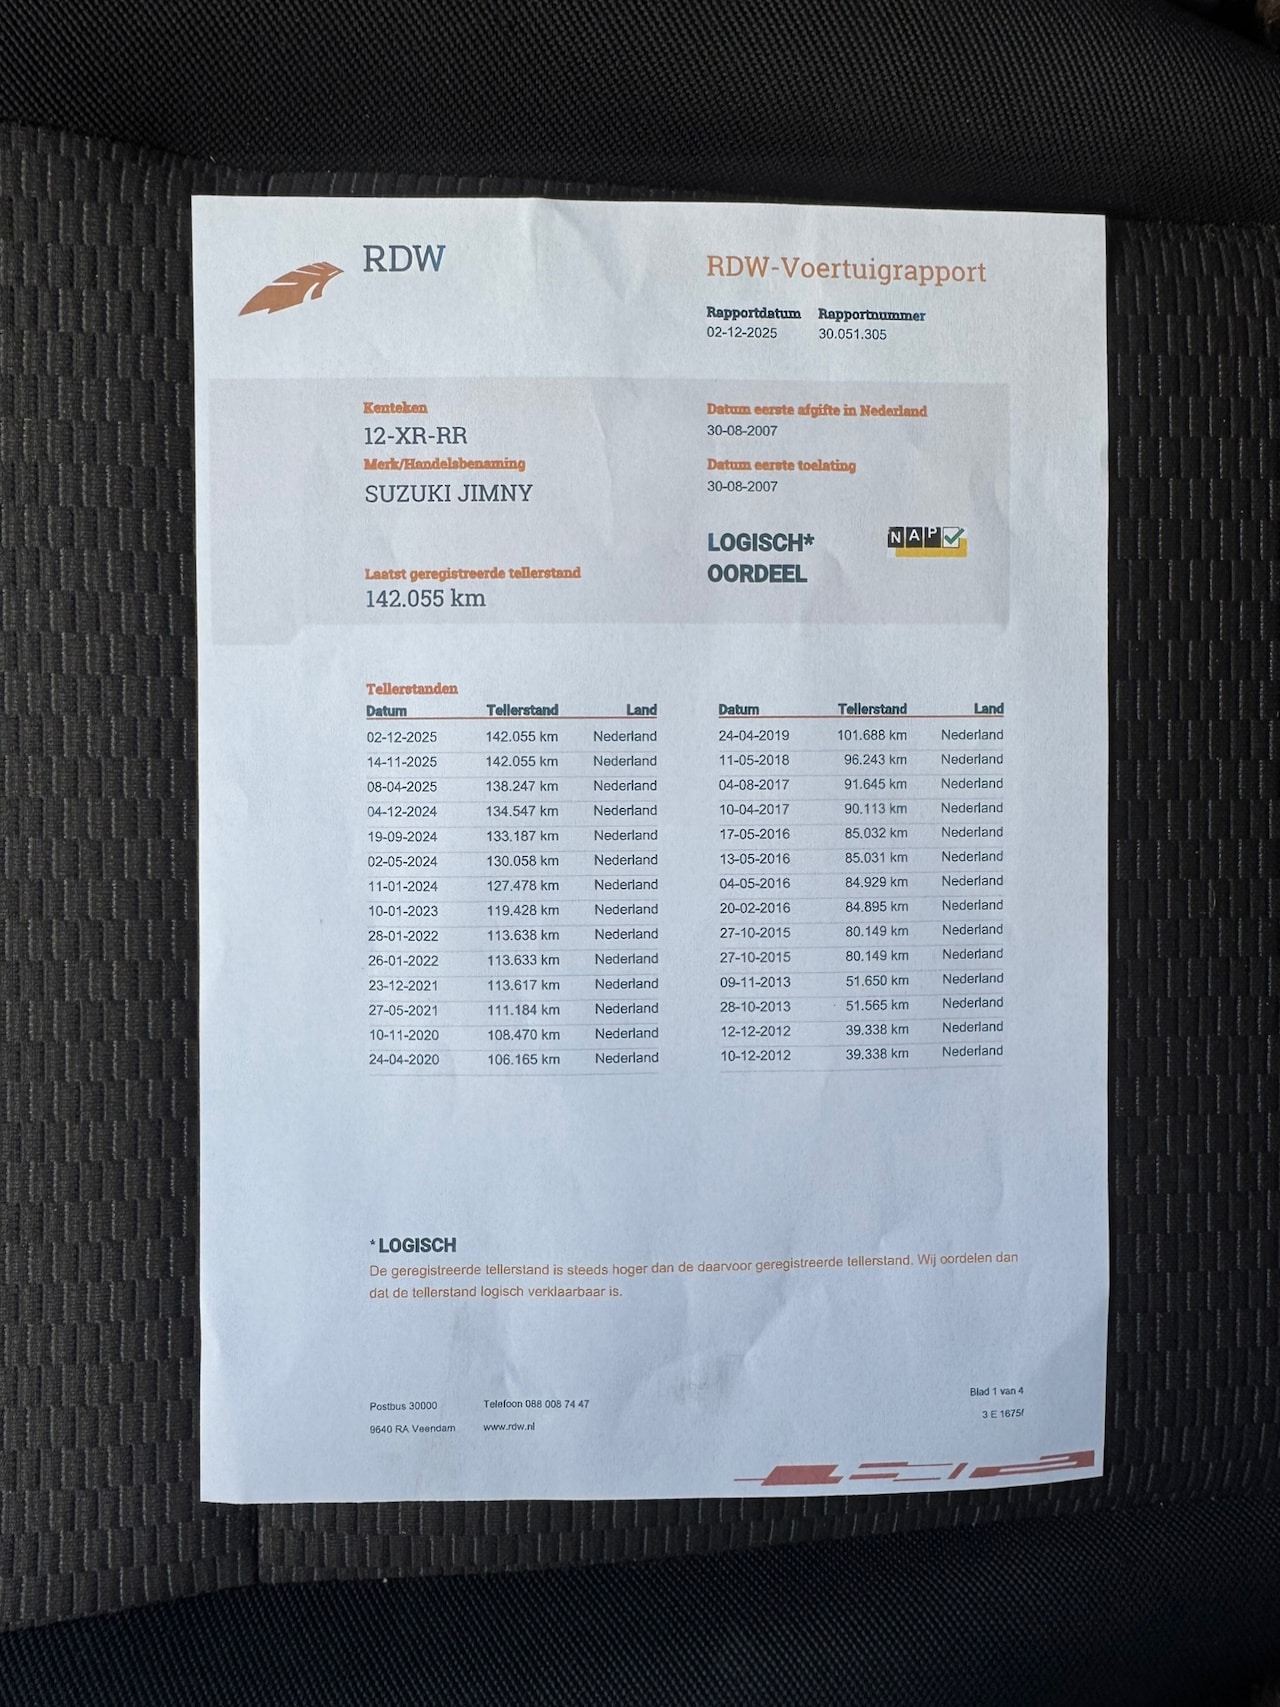 RDW
RDW-Voertuigrapport
Rapportdatum Rapportnummer
02-12-2025 30.051.305
Kenteken
12-XR-RR
Merk/Handelsbenaming
SUZUKI JIMNY
Laatst geregistreerde tellerstand
142.055 km
Datum eerste afgifte in Nederland
30-08-2007
Datum eerste toelating
30-08-2007
LOGISCH*
OORDEEL
NAP
Tellerstanden
Datum Tellerstand Land
02-12-2025 142.055 km Nederland
14-11-2025 142.055 km Nederland
08-04-2025 138.247 km Nederland
04-12-2024 134.547 km Nederland
19-09-2024 133.187 km Nederland
02-05-2024 130.058 km Nederland
11-01-2024 127.478 km Nederland
10-01-2023 119.428 km Nederland
28-01-2022 113.638 km Nederland
26-01-2022 113.633 km Nederland
23-12-2021 113.617 km Nederland
27-05-2021 111.184 km Nederland
10-11-2020 108.470 km Nederland
24-04-2020 106.165 km Nederland
Datum Tellerstand Land
24-04-2019 101.688 km Nederland
11-05-2018 96.243 km Nederland
04-08-2017 91.645 km Nederland
10-04-2017 90.113 km Nederland
17-05-2016 85.032 km Nederland
13-05-2016 85.031 km Nederland
04-05-2016 84.929 km Nederland
20-02-2016 84.895 km Nederland
27-10-2015 80.149 km Nederland
27-10-2015 80.149 km Nederland
09-11-2013 51.650 km Nederland
28-10-2013 51.565 km Nederland
12-12-2012 39.338 km Nederland
10-12-2012 39.338 km Nederland
* LOGISCH
De geregistreerde tellerstand is steeds hoger dan de daarvoor geregistreerde tellerstand. Wij oordelen dan
dat de tellerstand logisch verklaarbaar is.
Postbus 30000 Telefoon 088 008 74 47
9640 RA Veendam www.rdw.nl
Blad 1 van 4
3 E 1675f